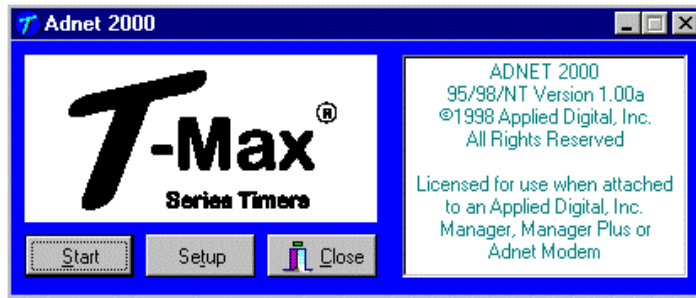 Adnet 2000
T-Max®
Series Timers
Start
Setup
Close
ADNET 2000
95/98/NT Version 1.00a
©1998 Applied Digital, Inc.
All Rights Reserved
Licensed for use when attached
to an Applied Digital, Inc.
Manager, Manager Plus or
Adnet Modem